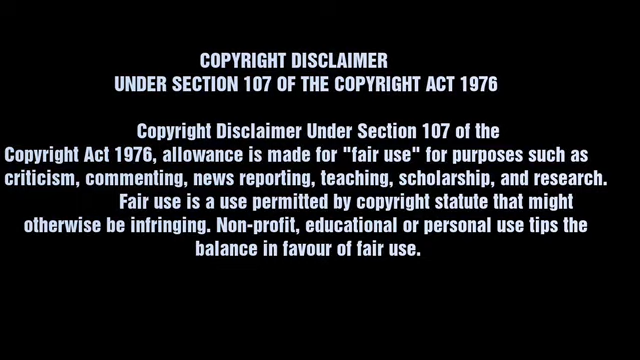 COPYRIGHT DISCLAIMER
UNDER SECTION 107 OF THE COPYRIGHT ACT 1976
Copyright Disclaimer Under Section 107 of the
Copyright Act 1976, allowance is made for "fair use" for purposes such as
criticism, commenting, news reporting, teaching, scholarship, and research.
Fair use is a use permitted by copyright statute that might
otherwise be infringing. Non-profit, educational or personal use tips the
balance in favour of fair use.